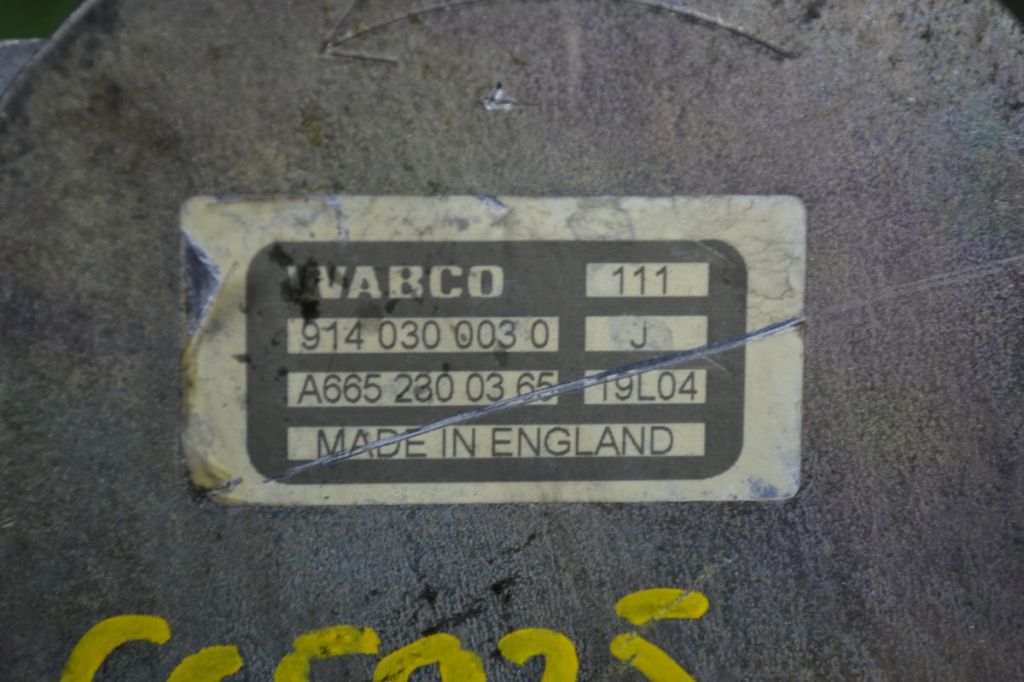 WABCO 111
914 030 003 0 J
A665 230 03 65 19L04
MADE IN ENGLAND